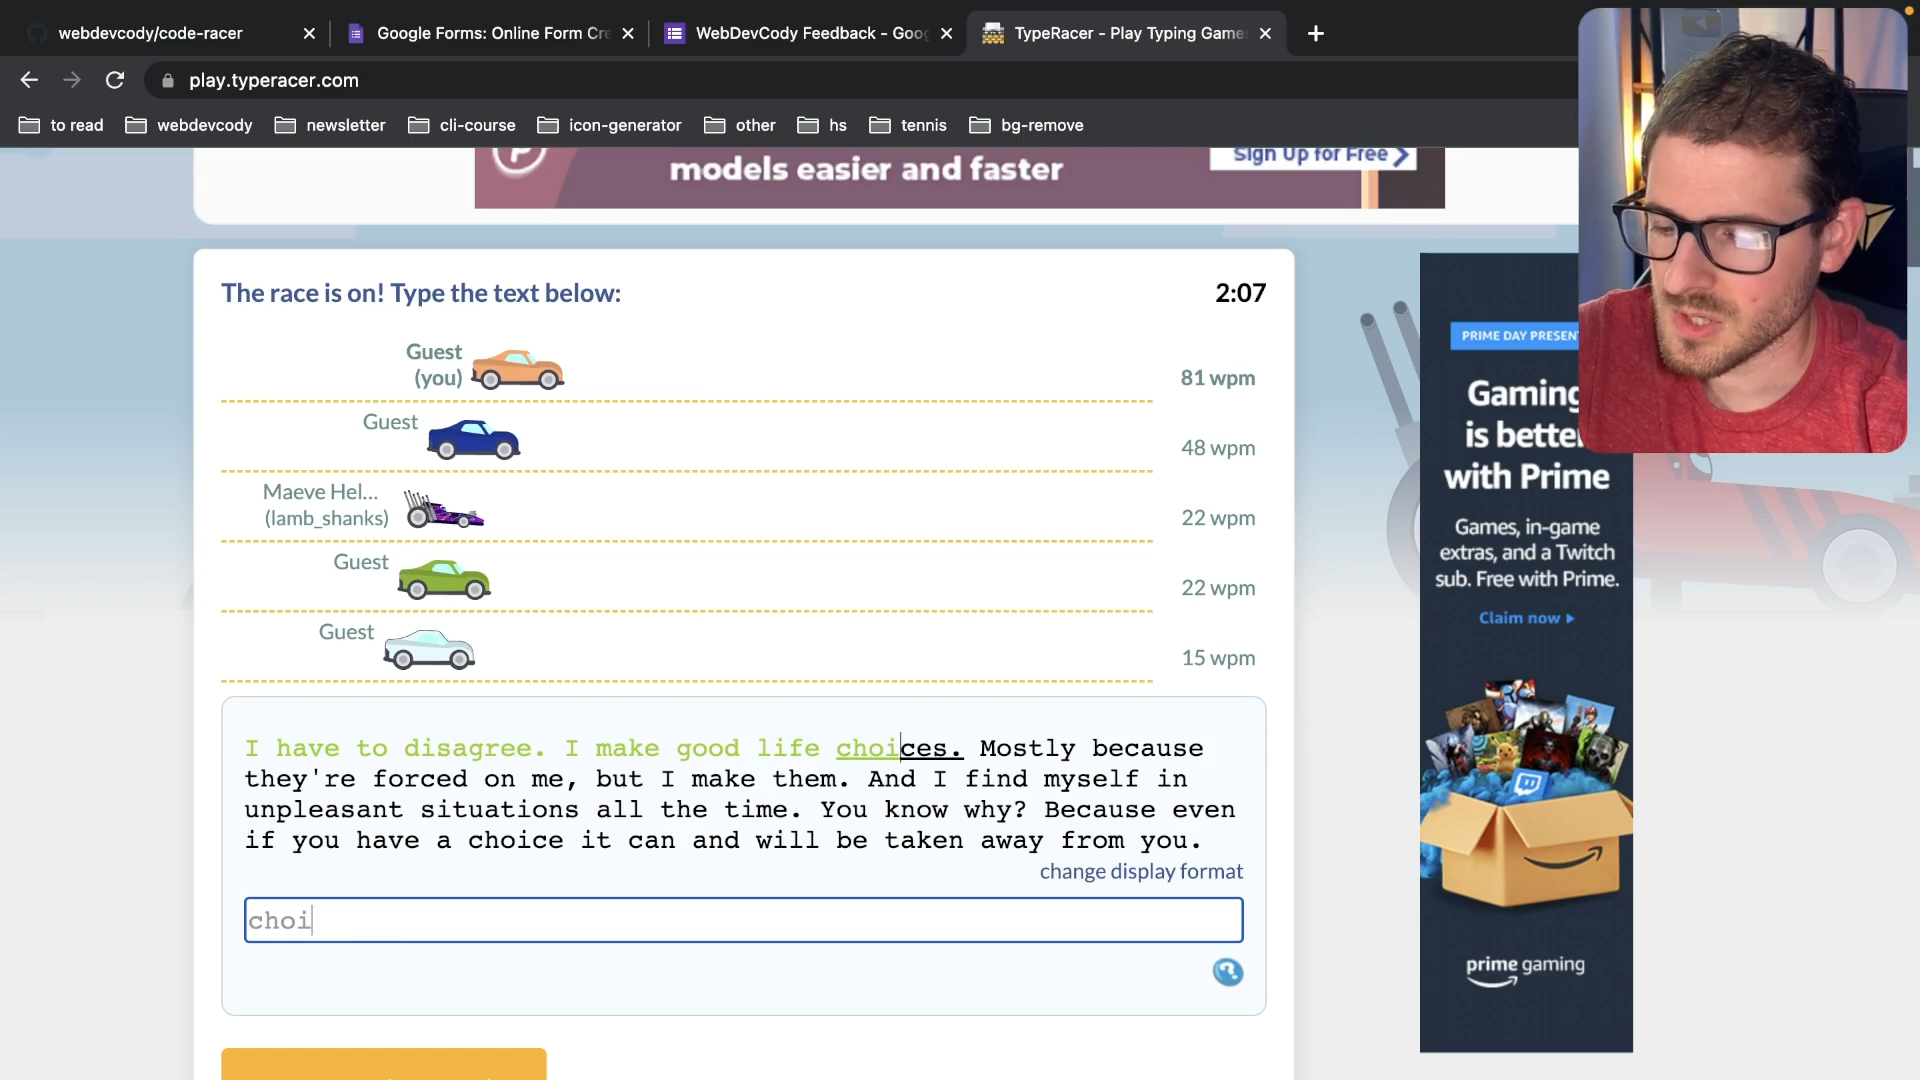 webdevcody/code-racer
Google Forms: Online Form Cre
WebDevCody Feedback - Goog
TypeRacer - Play Typing Games
play.typeracer.com
to read
webdevcody
newsletter
cli-course
icon-generator
other
hs
tennis
bg-remove
models easier and faster
Sign Up for Free
The race is on! Type the text below:
2:07
Guest
(you)
81 wpm
Guest
48 wpm
Maeve Hel...
(lamb_shanks)
22 wpm
Guest
22 wpm
Guest
15 wpm
I have to disagree. I make good life choices. Mostly because
they're forced on me, but I make them. And I find myself in
unpleasant situations all the time. You know why? Because even
if you have a choice it can and will be taken away from you.
change display format
choi
PRIME DAY PRESENT
Gaming
is better
with Prime
Games, in-game
extras, and a Twitch
sub. Free with Prime.
Claim now
prime gaming